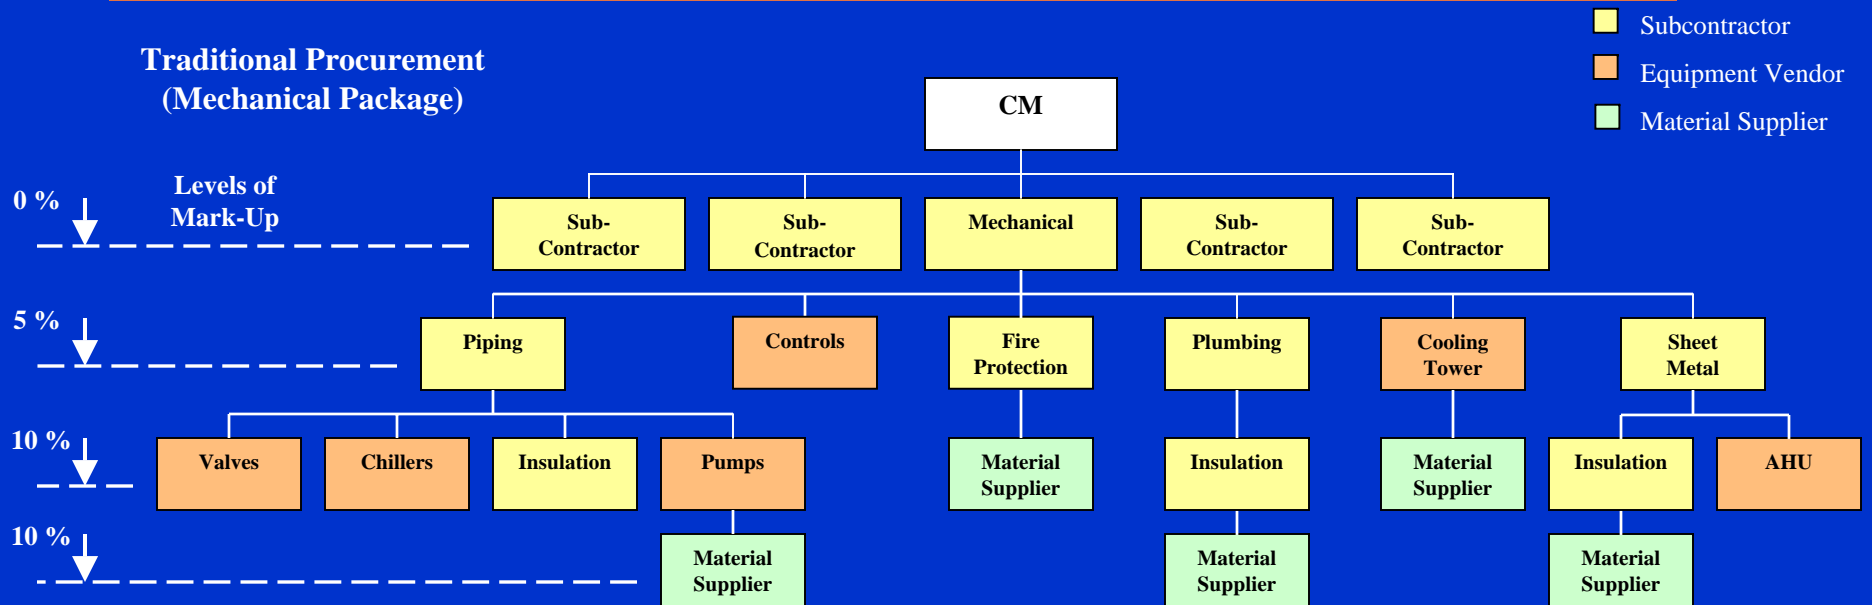 Subcontractor
Equipment Vendor
Material Supplier
Traditional Procurement
(Mechanical Package)
CM
0 %
Levels of
Mark-Up
Sub-
Contractor
Sub-
Contractor
Mechanical
Sub-
Contractor
Sub-
Contractor
5 %
Piping
Controls
Fire
Protection
Plumbing
Cooling
Tower
Sheet
Metal
10 %
Valves
Chillers
Insulation
Pumps
Material
Supplier
Insulation
Material
Supplier
Insulation
AHU
10 %
Material
Supplier
Material
Supplier
Material
Supplier